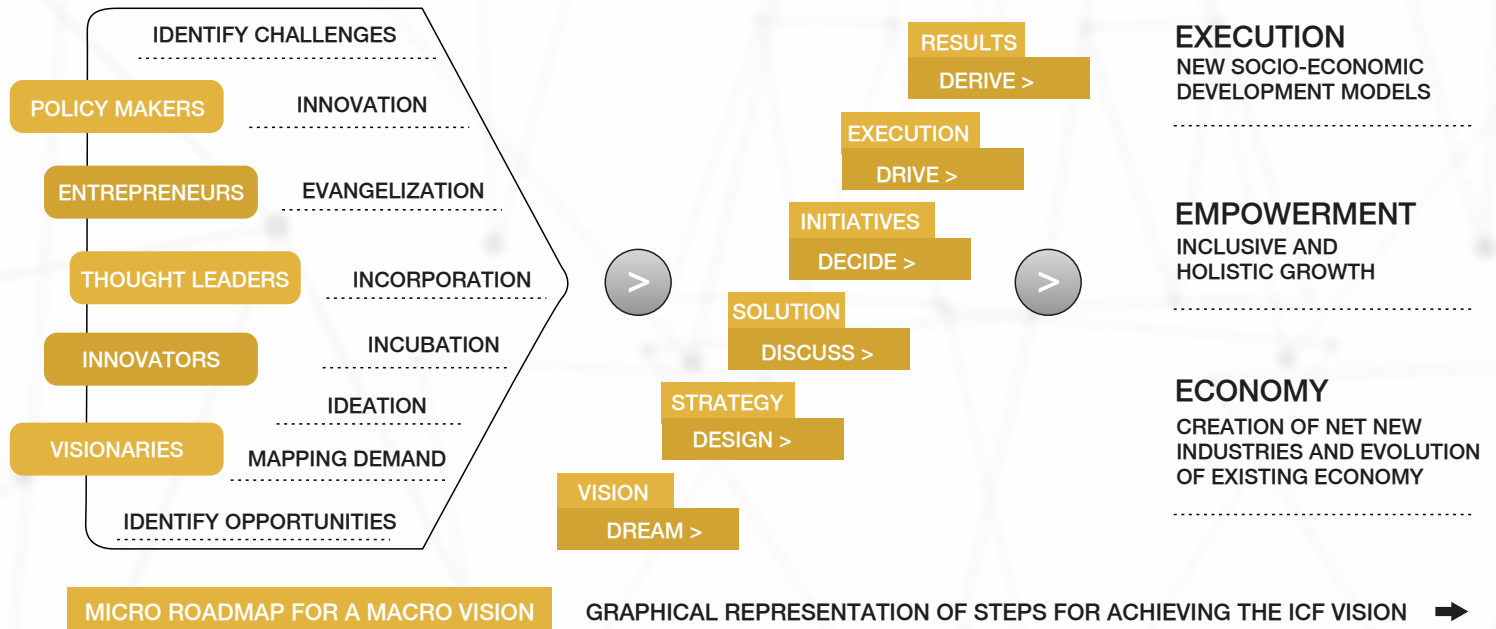 IDENTIFY CHALLENGES
POLICY MAKERS
INNOVATION
ENTREPRENEURS
EVANGELIZATION
THOUGHT LEADERS
INCORPORATION
INNOVATORS
INCUBATION
IDEATION
VISIONARIES
MAPPING DEMAND
IDENTIFY OPPORTUNITIES
>
RESULTS
DERIVE >
EXECUTION
DRIVE >
INITIATIVES
DECIDE >
SOLUTION
DISCUSS >
STRATEGY
DESIGN >
VISION
DREAM >
>
EXECUTION
NEW SOCIO-ECONOMIC
DEVELOPMENT MODELS
EMPOWERMENT
INCLUSIVE AND
HOLISTIC GROWTH
ECONOMY
CREATION OF NET NEW
INDUSTRIES AND EVOLUTION
OF EXISTING ECONOMY
MICRO ROADMAP FOR A MACRO VISION
GRAPHICAL REPRESENTATION OF STEPS FOR ACHIEVING THE ICF VISION